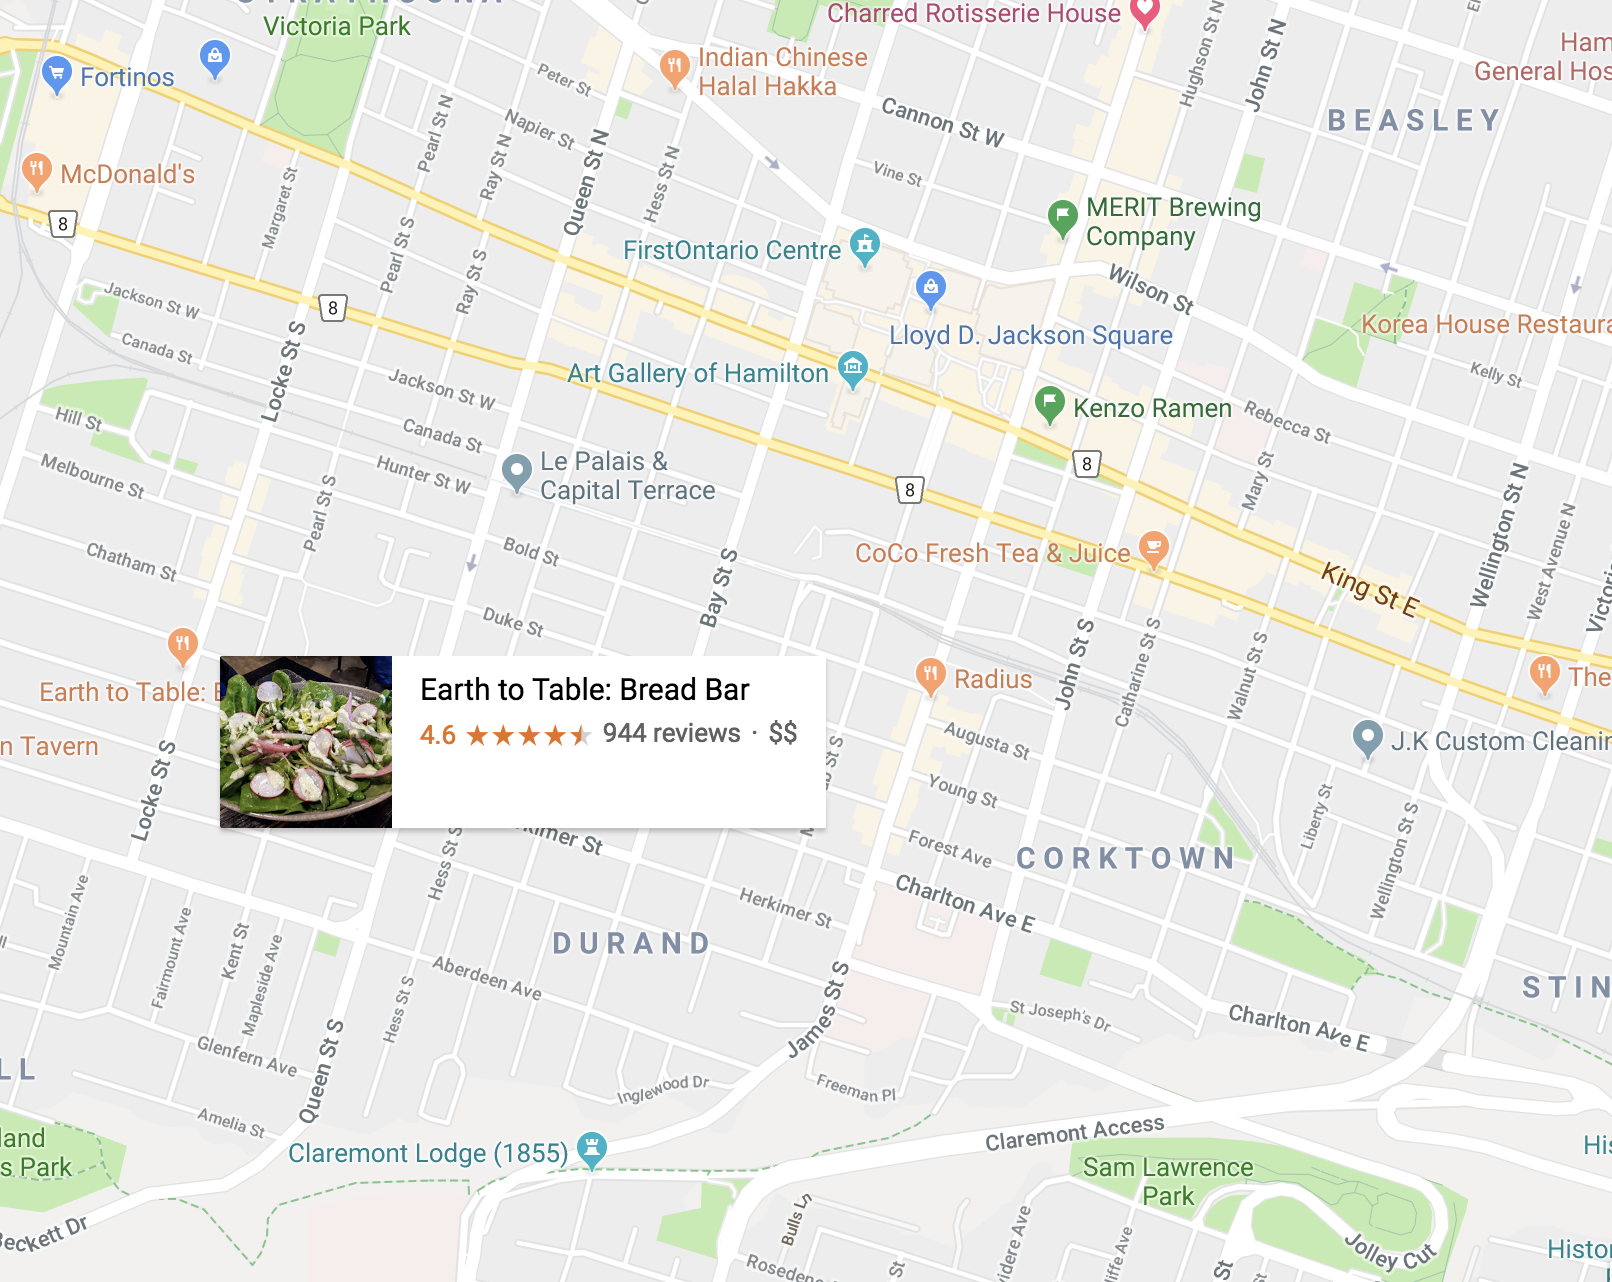 Victoria Park
Charred Rotisserie House
Fortinos
Indian Chinese
Halal Hakka
Peter St
Hughson St N
John St N
General Hos
BEASLEY
Cannon St W
Napier St
Pearl St N
Ray St N
Queen St N
Hess St N
Vine St
McDonald's
8
Margaret St
MERIT Brewing
Company
FirstOntario Centre
Pearl St S
Ray St S
Wilson St
Jackson St W
8
Lloyd D. Jackson Square
Korea House Restaura
Canada St
Locke St S
Art Gallery of Hamilton
Jackson St W
Kelly St
Kenzo Ramen
Rebecca St
Hill St
Canada St
Hunter St W
Le Palais &
Capital Terrace
8
8
Mary St
Melbourne St
Pearl St S
Wellington St N
West Avenue N
Chatham St
Bold St
Bay St S
CoCo Fresh Tea & Juice
King St E
Duke St
John St S
Catharine St S
Walnut St S
Earth to Table: B
Earth to Table: Bread Bar
4.6 ★★★★ 944 reviews · $$
Radius
The
n Tavern
Locke St S
Augusta St
J.K Custom Cleanin
Young St
Liberty St
Wellington St S
Forest Ave
CORKTOWN
Hess St S
kimer St
Charlton Ave E
Mountain Ave
Fairmount Ave
Kent St
Mapleside Ave
Herkimer St
DURAND
Aberdeen Ave
Hess St S
James St S
STIN
St Joseph's Dr
Charlton Ave E
Glenfern Ave
Queen St S
Inglewood Dr
Freeman Pl
LL
Amelia St
Claremont Lodge (1855)
Claremont Access
land
s Park
Sam Lawrence
Park
His
Beckett Dr
Bulls Ln
Jolley Cut
Histor
St
St